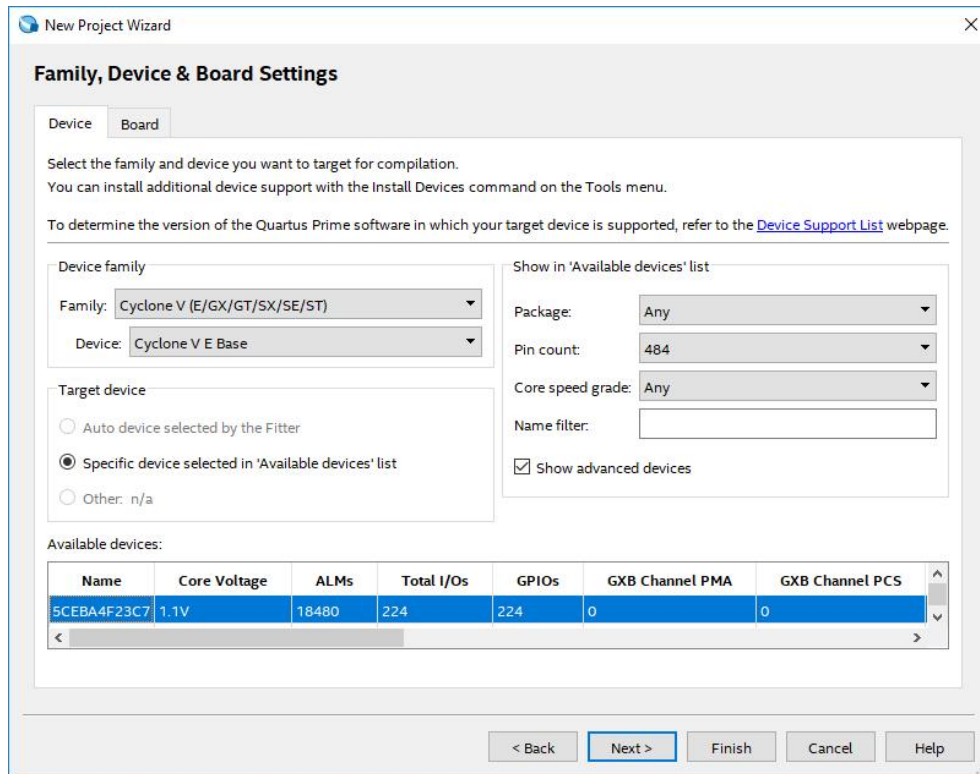 New Project Wizard
Family, Device & Board Settings
Device Board
Select the family and device you want to target for compilation.
You can install additional device support with the Install Devices command on the Tools menu.
To determine the version of the Quartus Prime software in which your target device is supported, refer to the Device Support List webpage.
Device family
Family: Cyclone V (E/GX/GT/SX/SE/ST)
Device: Cyclone V E Base
Target device
Auto device selected by the Fitter
Specific device selected in 'Available devices' list
Other: n/a
Show in 'Available devices' list
Package: Any
Pin count: 484
Core speed grade: Any
Name filter:
Show advanced devices
Available devices:
Name Core Voltage ALMs Total I/Os GPIOs GXB Channel PMA GXB Channel PCS
5CEBA4F23C7 1.1V 18480 224 224 0 0
< Back Next > Finish Cancel Help